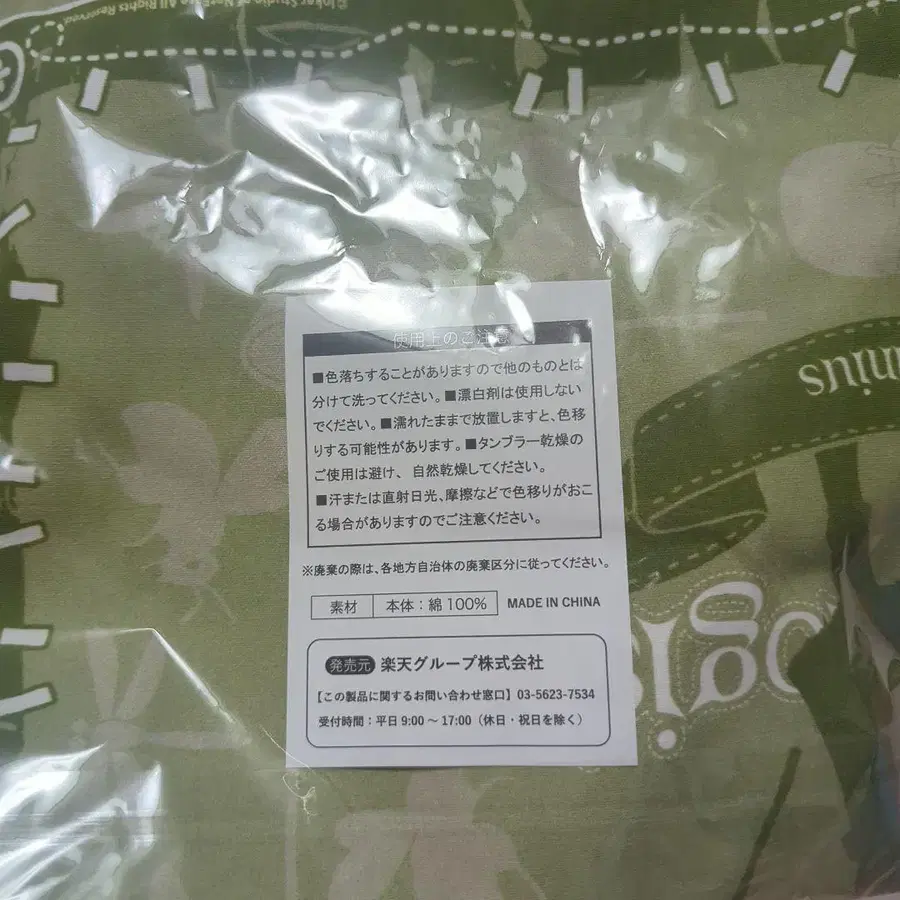 ©Joker Studio of NetEase All Rights Reserved
使用上のご注意
■色落ちすることがありますので他のものとは
分けて洗ってください。■漂白剤は使用しない
でください。■濡れたままで放置しますと、色移
りする可能性があります。■タンブラー乾燥の
ご使用は避け、自然乾燥してください。
■汗または直射日光、摩擦などで色移りがおこ
る場合がありますのでご注意ください。
※廃棄の際は、各地方自治体の廃棄区分に従ってください。
素材 本体：綿100% MADE IN CHINA
発売元 楽天グループ株式会社
【この製品に関するお問い合わせ窓口】03-5623-7534
受付時間：平日 9:00～17:00（休日・祝日を除く）